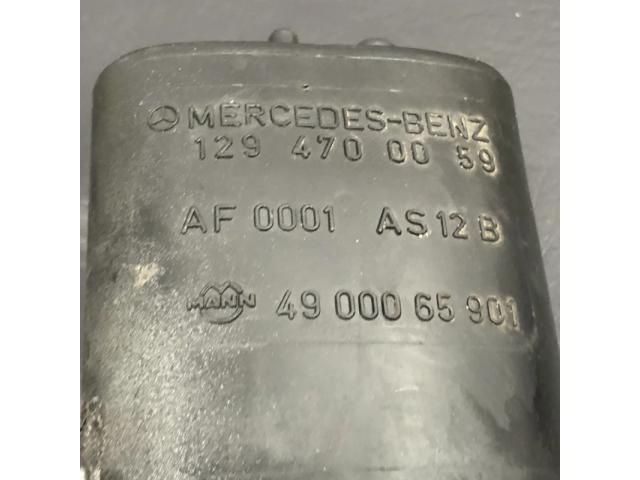 MERCEDES-BENZ
129 470 00 59
AF 0001 AS 12 B
MANN 49 000 65 901